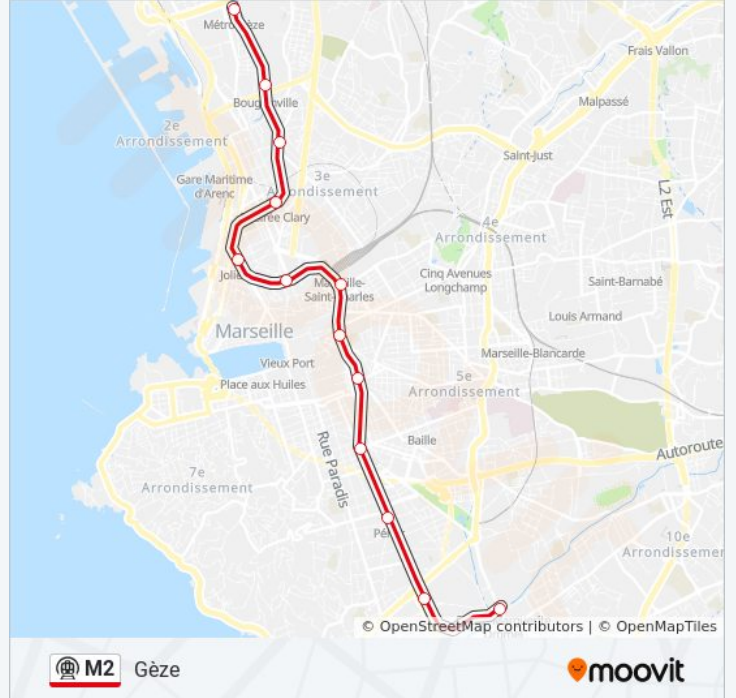 Métro Gèze
Frais Vallon
Bougainville
Malpassé
2e
Arrondissement
Saint-Just
Gare Maritime
d'Arenc
3e
Arrondissement
L2 Est
Clary
4e
Arrondissement
Joliette
Cinq Avenues
Longchamp
Saint-Barnabé
Marseille-
Saint-Charles
Louis Armand
Marseille
Marseille-Blancarde
Vieux Port
Place aux Huiles
5e
Arrondissement
Rue Paradis
Baille
Autoroute
7e
Arrondissement
10e
Arrondissemen
© OpenStreetMap contributors | © OpenMapTiles
M2 Gèze
moovit